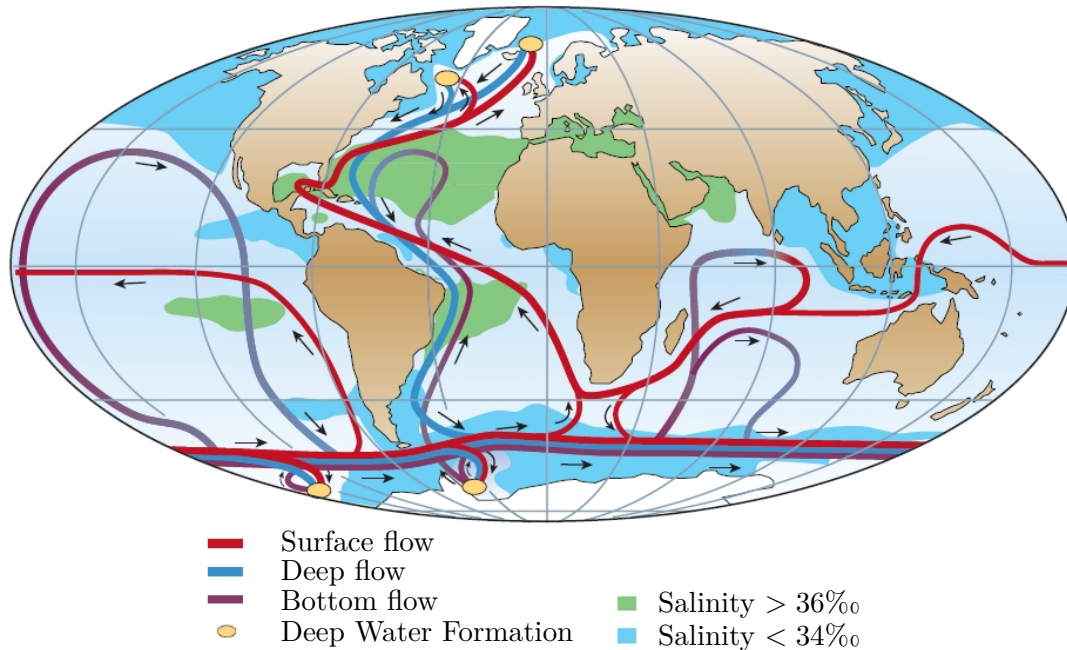 Surface flow
Deep flow
Bottom flow
Deep Water Formation
Salinity > 36‰
Salinity < 34‰